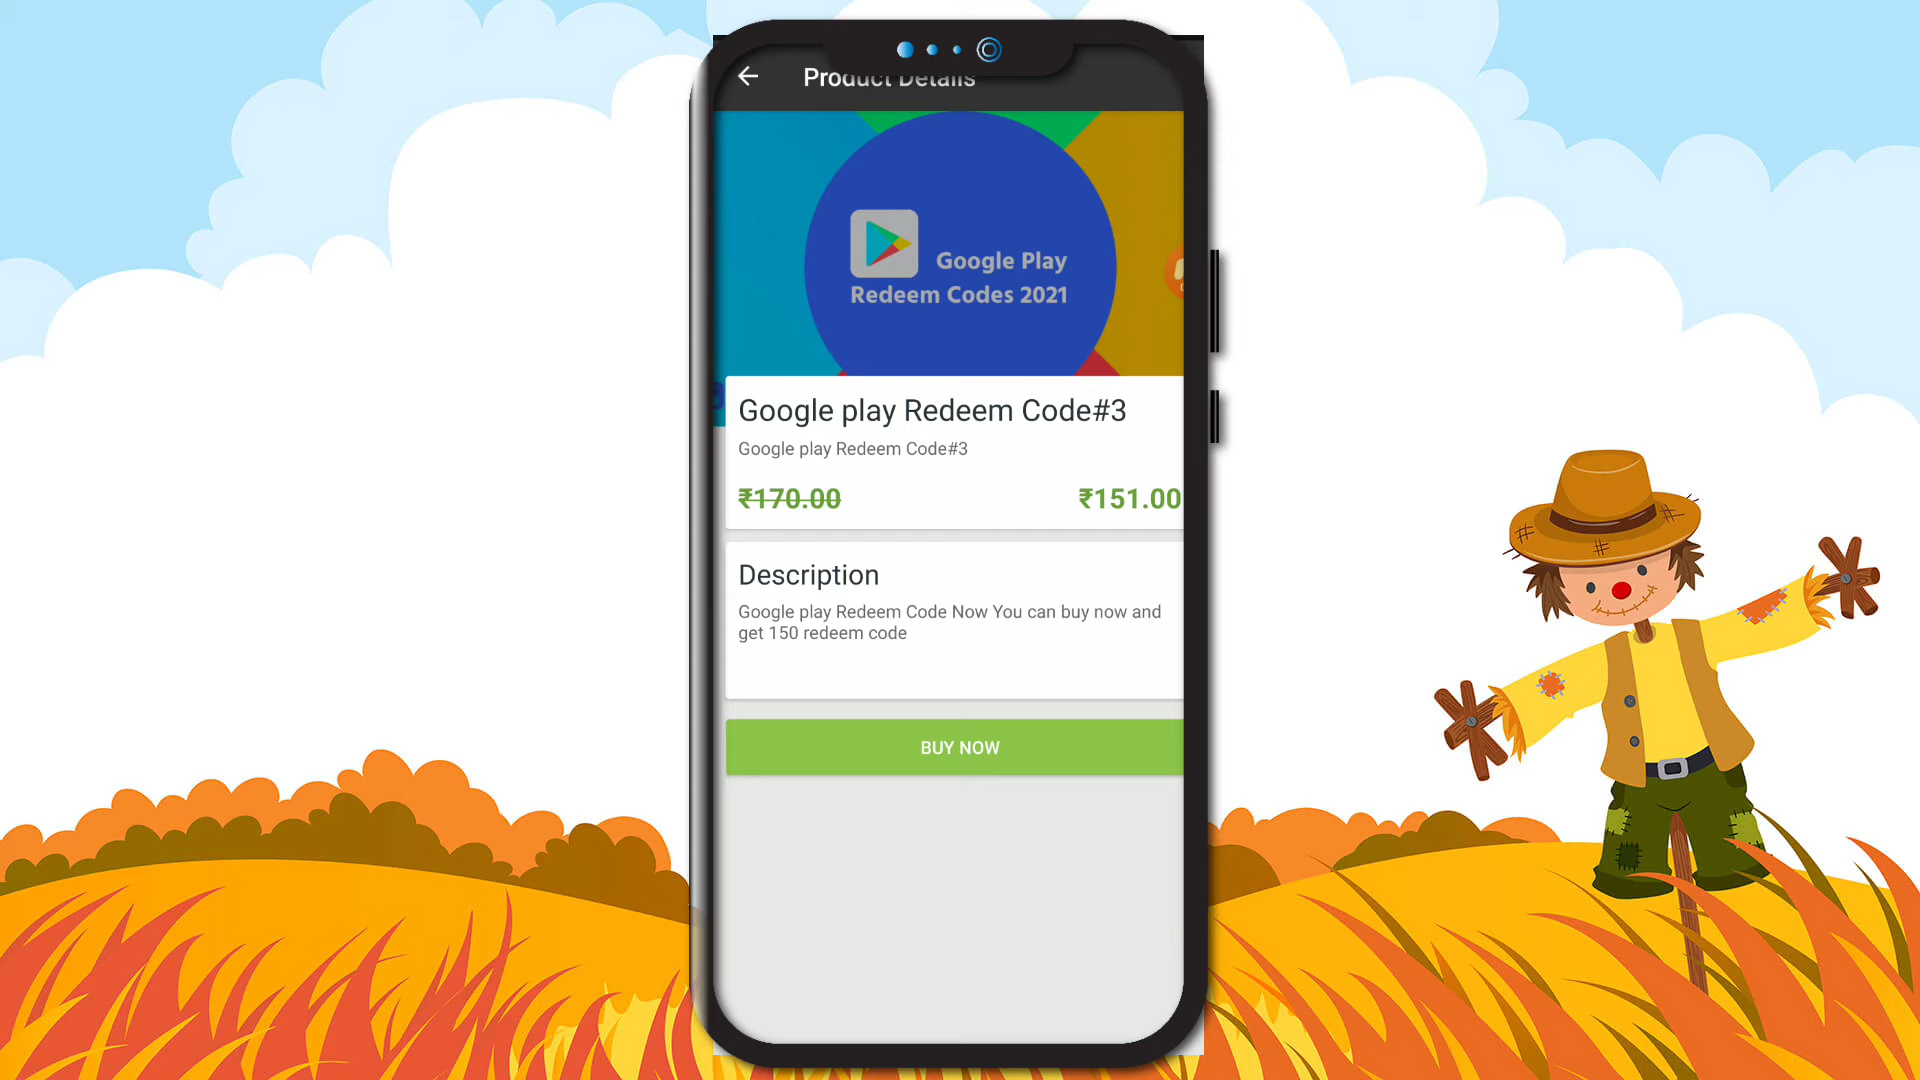 Product Details
Google Play
Redeem Codes 2021
Google play Redeem Code#3
Google play Redeem Code#3
₹170.00 ₹151.00
Description
Google play Redeem Code Now You can buy now and
get 150 redeem code
BUY NOW